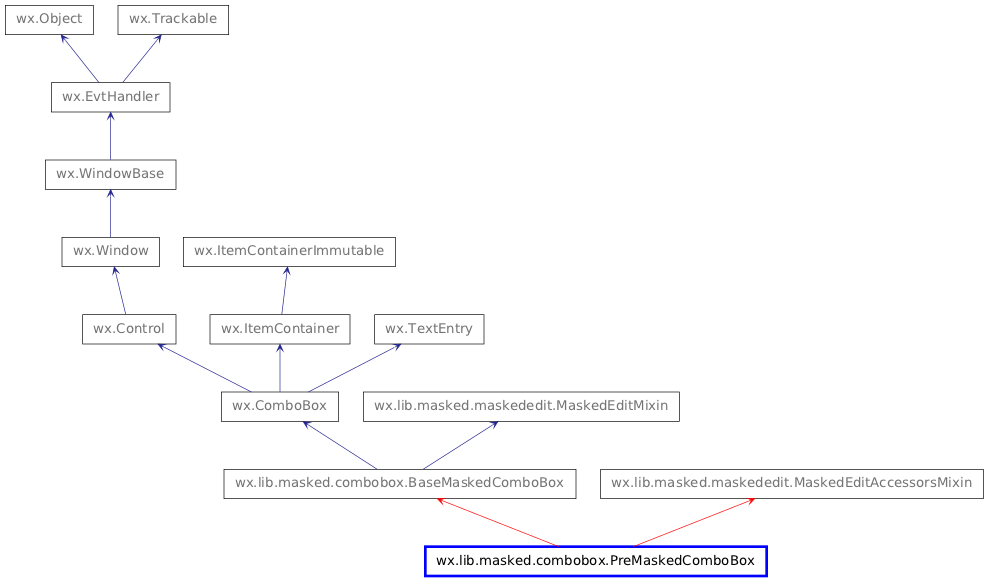 wx.Object
wx.Trackable
wx.EvtHandler
wx.WindowBase
wx.Window
wx.ItemContainerImmutable
wx.Control
wx.ItemContainer
wx.TextEntry
wx.ComboBox
wx.lib.masked.maskededit.MaskedEditMixin
wx.lib.masked.combobox.BaseMaskedComboBox
wx.lib.masked.maskededit.MaskedEditAccessorsMixin
wx.lib.masked.combobox.PreMaskedComboBox